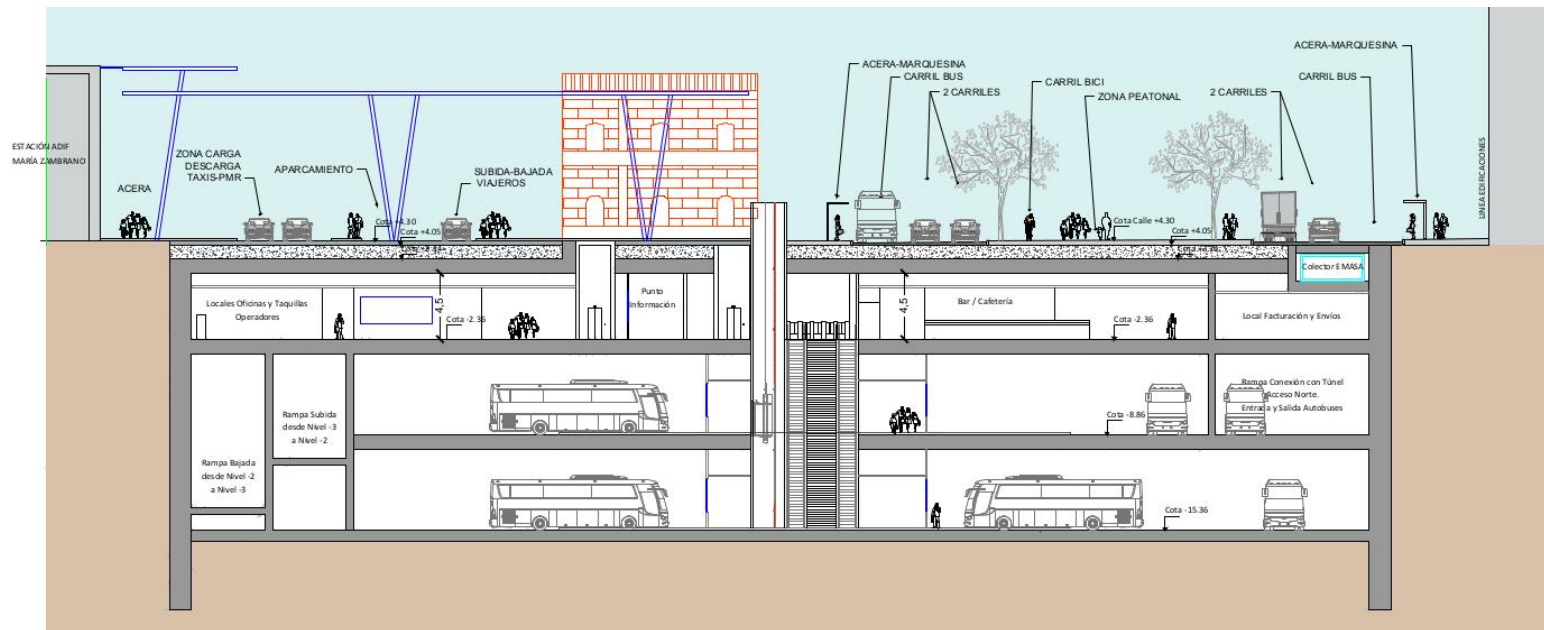 ESTACIÓN ADIF
MARÍA ZAMBRANO
ACERA
ZONA CARGA
DESCARGA
TAXIS-PMR
APARCAMIENTO
SUBIDA-BAJADA
VIAJEROS
Cota +4.30
Cota +4.05
ACERA-MARQUESINA
CARRIL BUS
2 CARRILES
CARRIL BICI
ZONA PEATONAL
2 CARRILES
ACERA-MARQUESINA
CARRIL BUS
Cota Calle +4.30
Cota +4.05
LINEA EDIFICACIONES
Colector EMASA
Locales Oficinas y Taquillas
Operadores
4,5
Cota -2.36
Punto
Información
4,5
Bar / Cafetería
Cota -2.36
Local Facturación y Envíos
Rampa Subida
desde Nivel -3
a Nivel -2
Rampa Bajada
desde Nivel -2
a Nivel -3
Cota -8.86
Rampa Conexión con Túnel
Acceso Norte.
Entrada y Salida Autobuses
Cota -15.36